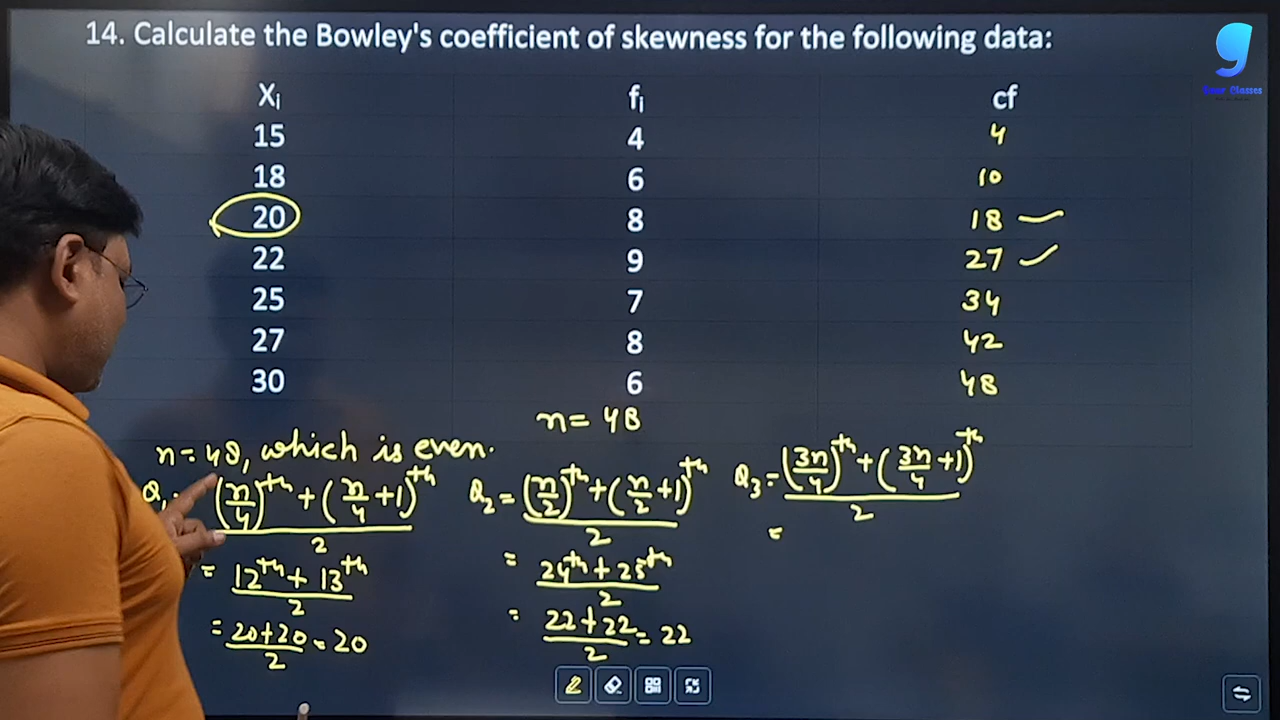 14. Calculate the Bowley's coefficient of skewness for the following data:
Xᵢ fᵢ cf
15 4 4
18 6 10
20 8 18
22 9 27
25 7 34
27 8 42
30 6 48
n = 48
n = 48, which is even.
Q₁ = ((n/4)ᵗʰ + (n/4 + 1)ᵗʰ)/2 Q₂ = ((n/2)ᵗʰ + (n/2 + 1)ᵗʰ)/2 Q₃ = ((3n/4)ᵗʰ + (3n/4 + 1)ᵗʰ)/2
= (12ᵗʰ + 13ᵗʰ)/2 = (24ᵗʰ + 25ᵗʰ)/2 =
= (20+20)/2 = 20 = (22+22)/2 = 22